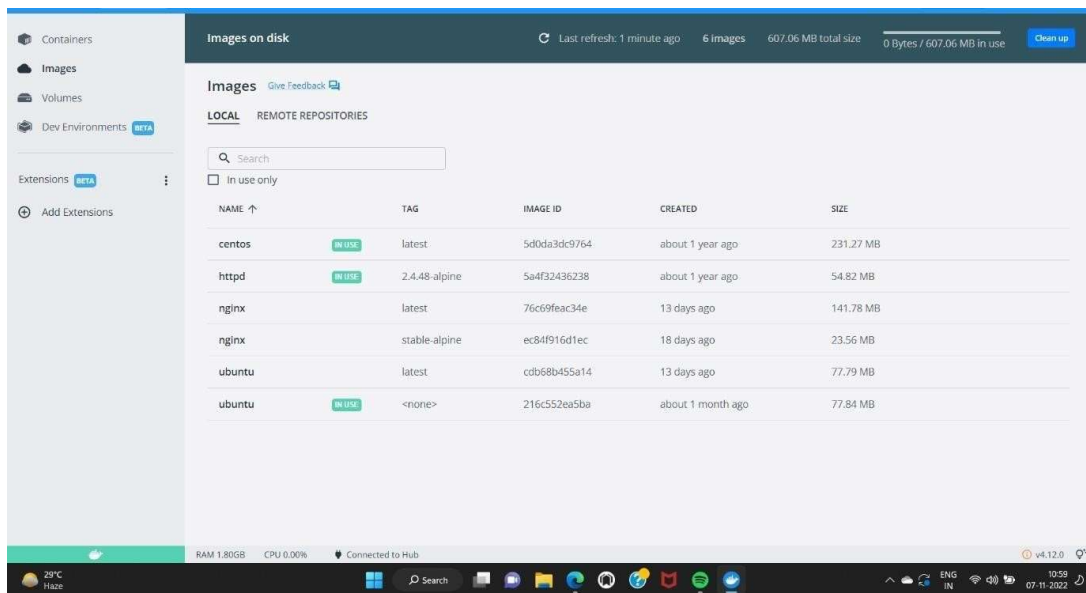 Containers
Images
Volumes
Dev Environments BETA
Extensions BETA
Add Extensions
Images on disk
Last refresh: 1 minute ago
6 images
607.06 MB total size
0 Bytes / 607.06 MB in use
Clean up
Images Give Feedback
LOCAL REMOTE REPOSITORIES
Search
In use only
NAME TAG IMAGE ID CREATED SIZE
centos IN USE latest 5d0da3dc9764 about 1 year ago 231.27 MB
httpd IN USE 2.4.48-alpine 5a4f32436238 about 1 year ago 54.82 MB
nginx latest 76c69feac34e 13 days ago 141.78 MB
nginx stable-alpine ec84f916d1ec 18 days ago 23.56 MB
ubuntu latest cdb68b455a14 13 days ago 77.79 MB
ubuntu IN USE <none> 216c552ea5ba about 1 month ago 77.84 MB
RAM 1.80GB CPU 0.00% Connected to Hub v4.12.0
29°C
Haze
Search
ENG
IN
10:59
07-11-2022